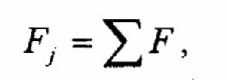 F_j = ∑F,